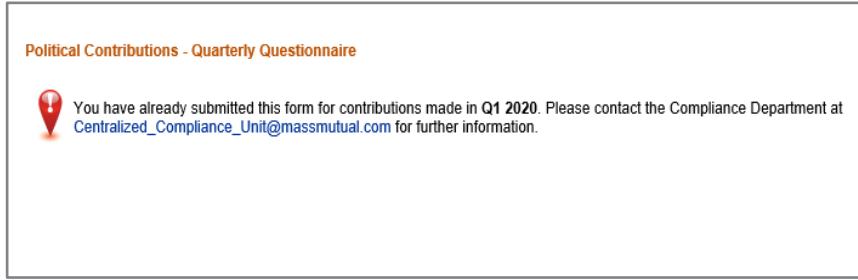 Political Contributions - Quarterly Questionnaire
You have already submitted this form for contributions made in Q1 2020. Please contact the Compliance Department at
Centralized_Compliance_Unit@massmutual.com for further information.